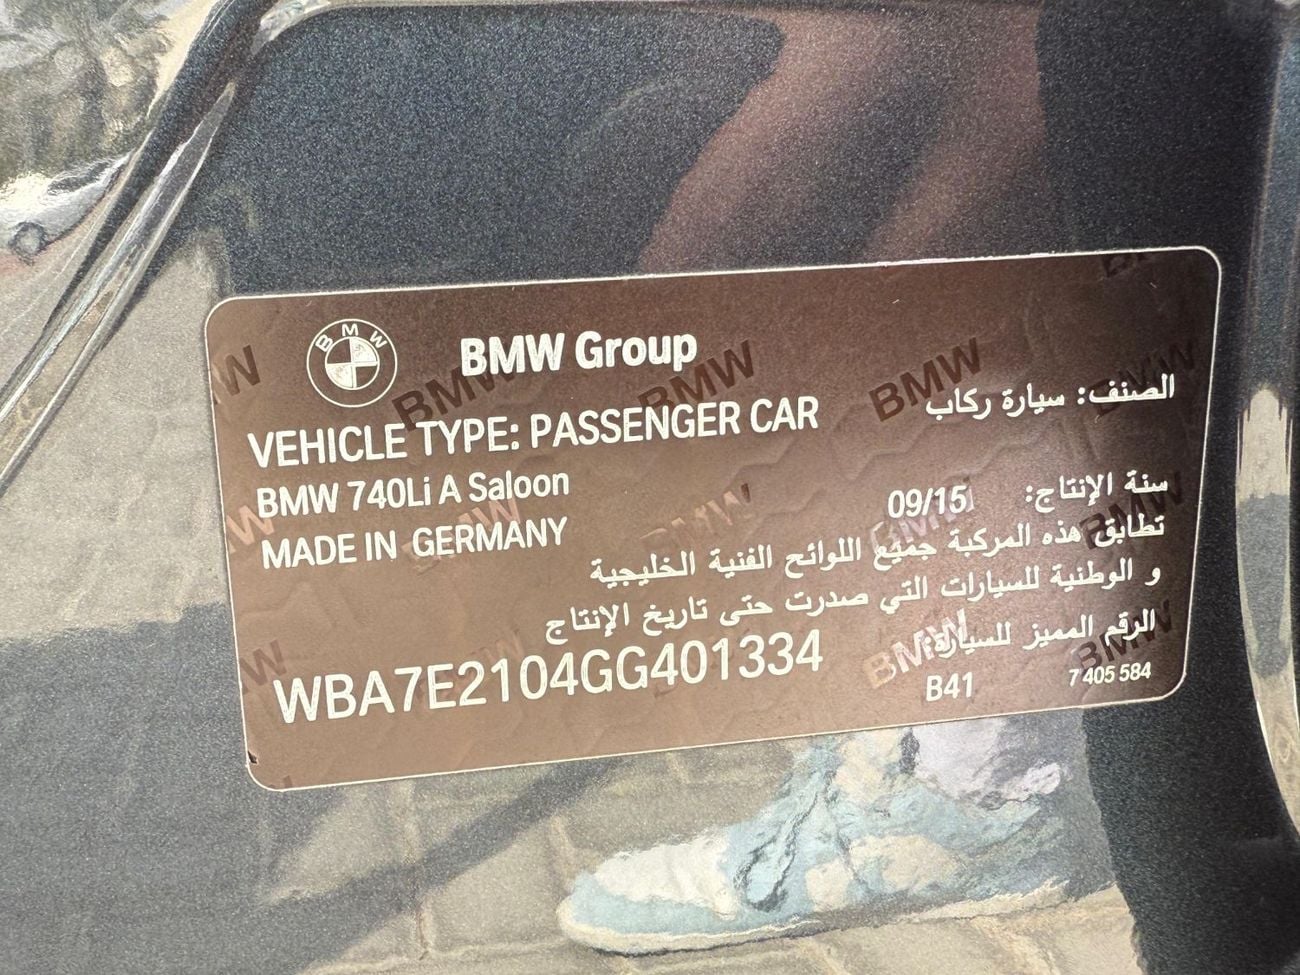 BMW
BMW Group
VEHICLE TYPE: PASSENGER CAR
الصنف: سيارة ركاب
BMW 740Li A Saloon
سنة الإنتاج: 09/15
MADE IN GERMANY
تطابق هذه المركبة جميع اللوائح الفنية الخليجية
و الوطنية للسيارات التي صدرت حتى تاريخ الإنتاج
الرقم المميز للسيارة:
WBA7E2104GG401334
B41
7 405 584